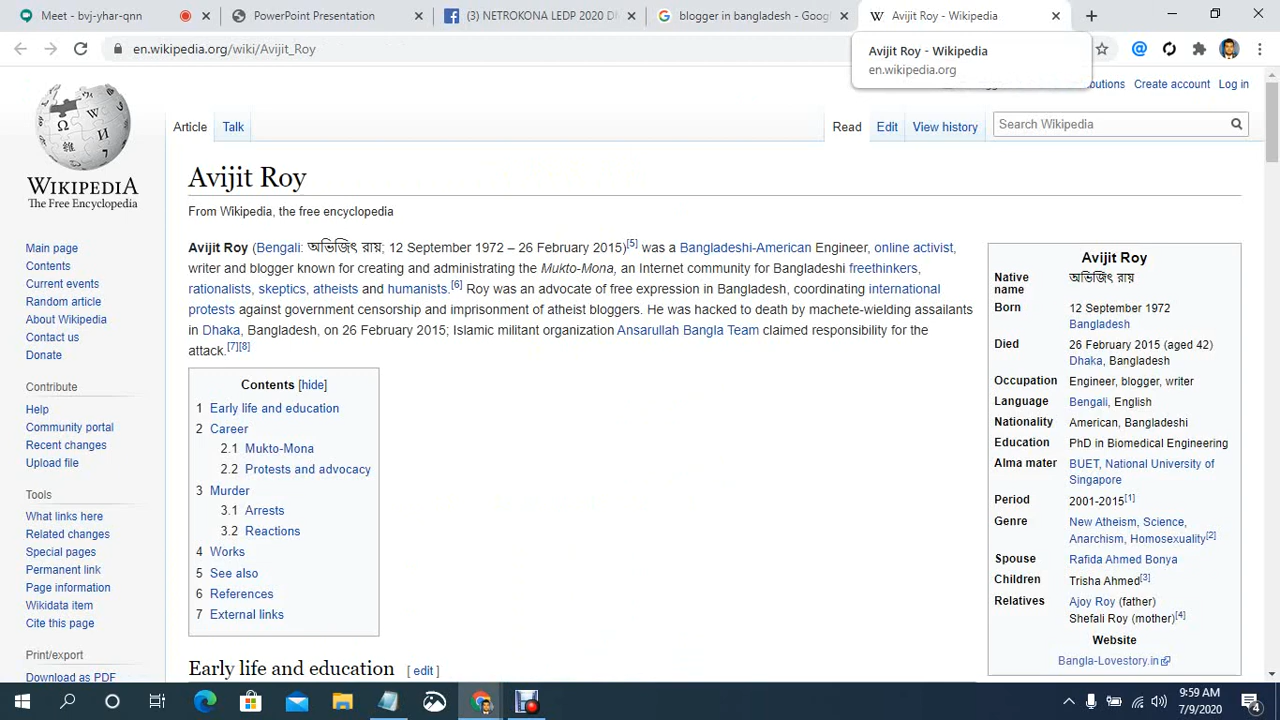 Meet - bvj-yhar-qnn
PowerPoint Presentation
(3) NETROKONA LEDP 2020 D
blogger in bangladesh - Goog
Avijit Roy - Wikipedia
en.wikipedia.org/wiki/Avijit_Roy
Avijit Roy - Wikipedia
en.wikipedia.org
Create account
Log in
Article
Talk
Read
Edit
View history
Search Wikipedia
WIKIPEDIA
The Free Encyclopedia
Main page
Contents
Current events
Random article
About Wikipedia
Contact us
Donate
Contribute
Help
Community portal
Recent changes
Upload file
Tools
What links here
Related changes
Special pages
Permanent link
Page information
Wikidata item
Cite this page
Print/export
Download as PDF
Avijit Roy
From Wikipedia, the free encyclopedia
Avijit Roy (Bengali: অভিজিৎ রায়; 12 September 1972 – 26 February 2015)[5] was a Bangladeshi-American Engineer, online activist,
writer and blogger known for creating and administrating the Mukto-Mona, an Internet community for Bangladeshi freethinkers,
rationalists, skeptics, atheists and humanists.[6] Roy was an advocate of free expression in Bangladesh, coordinating international
protests against government censorship and imprisonment of atheist bloggers. He was hacked to death by machete-wielding assailants
in Dhaka, Bangladesh, on 26 February 2015; Islamic militant organization Ansarullah Bangla Team claimed responsibility for the
attack.[7][8]
Contents [hide]
1 Early life and education
2 Career
2.1 Mukto-Mona
2.2 Protests and advocacy
3 Murder
3.1 Arrests
3.2 Reactions
4 Works
5 See also
6 References
7 External links
Early life and education [ edit ]
Avijit Roy
Native name অভিজিৎ রায়
Born 12 September 1972
Bangladesh
Died 26 February 2015 (aged 42)
Dhaka, Bangladesh
Occupation Engineer, blogger, writer
Language Bengali, English
Nationality American, Bangladeshi
Education PhD in Biomedical Engineering
Alma mater BUET, National University of
Singapore
Period 2001-2015[1]
Genre New Atheism, Science,
Anarchism, Homosexuality[2]
Spouse Rafida Ahmed Bonya
Children Trisha Ahmed[3]
Relatives Ajoy Roy (father)
Shefali Roy (mother)[4]
Website
Bangla-Lovestory.in
9:59 AM
7/9/2020
4